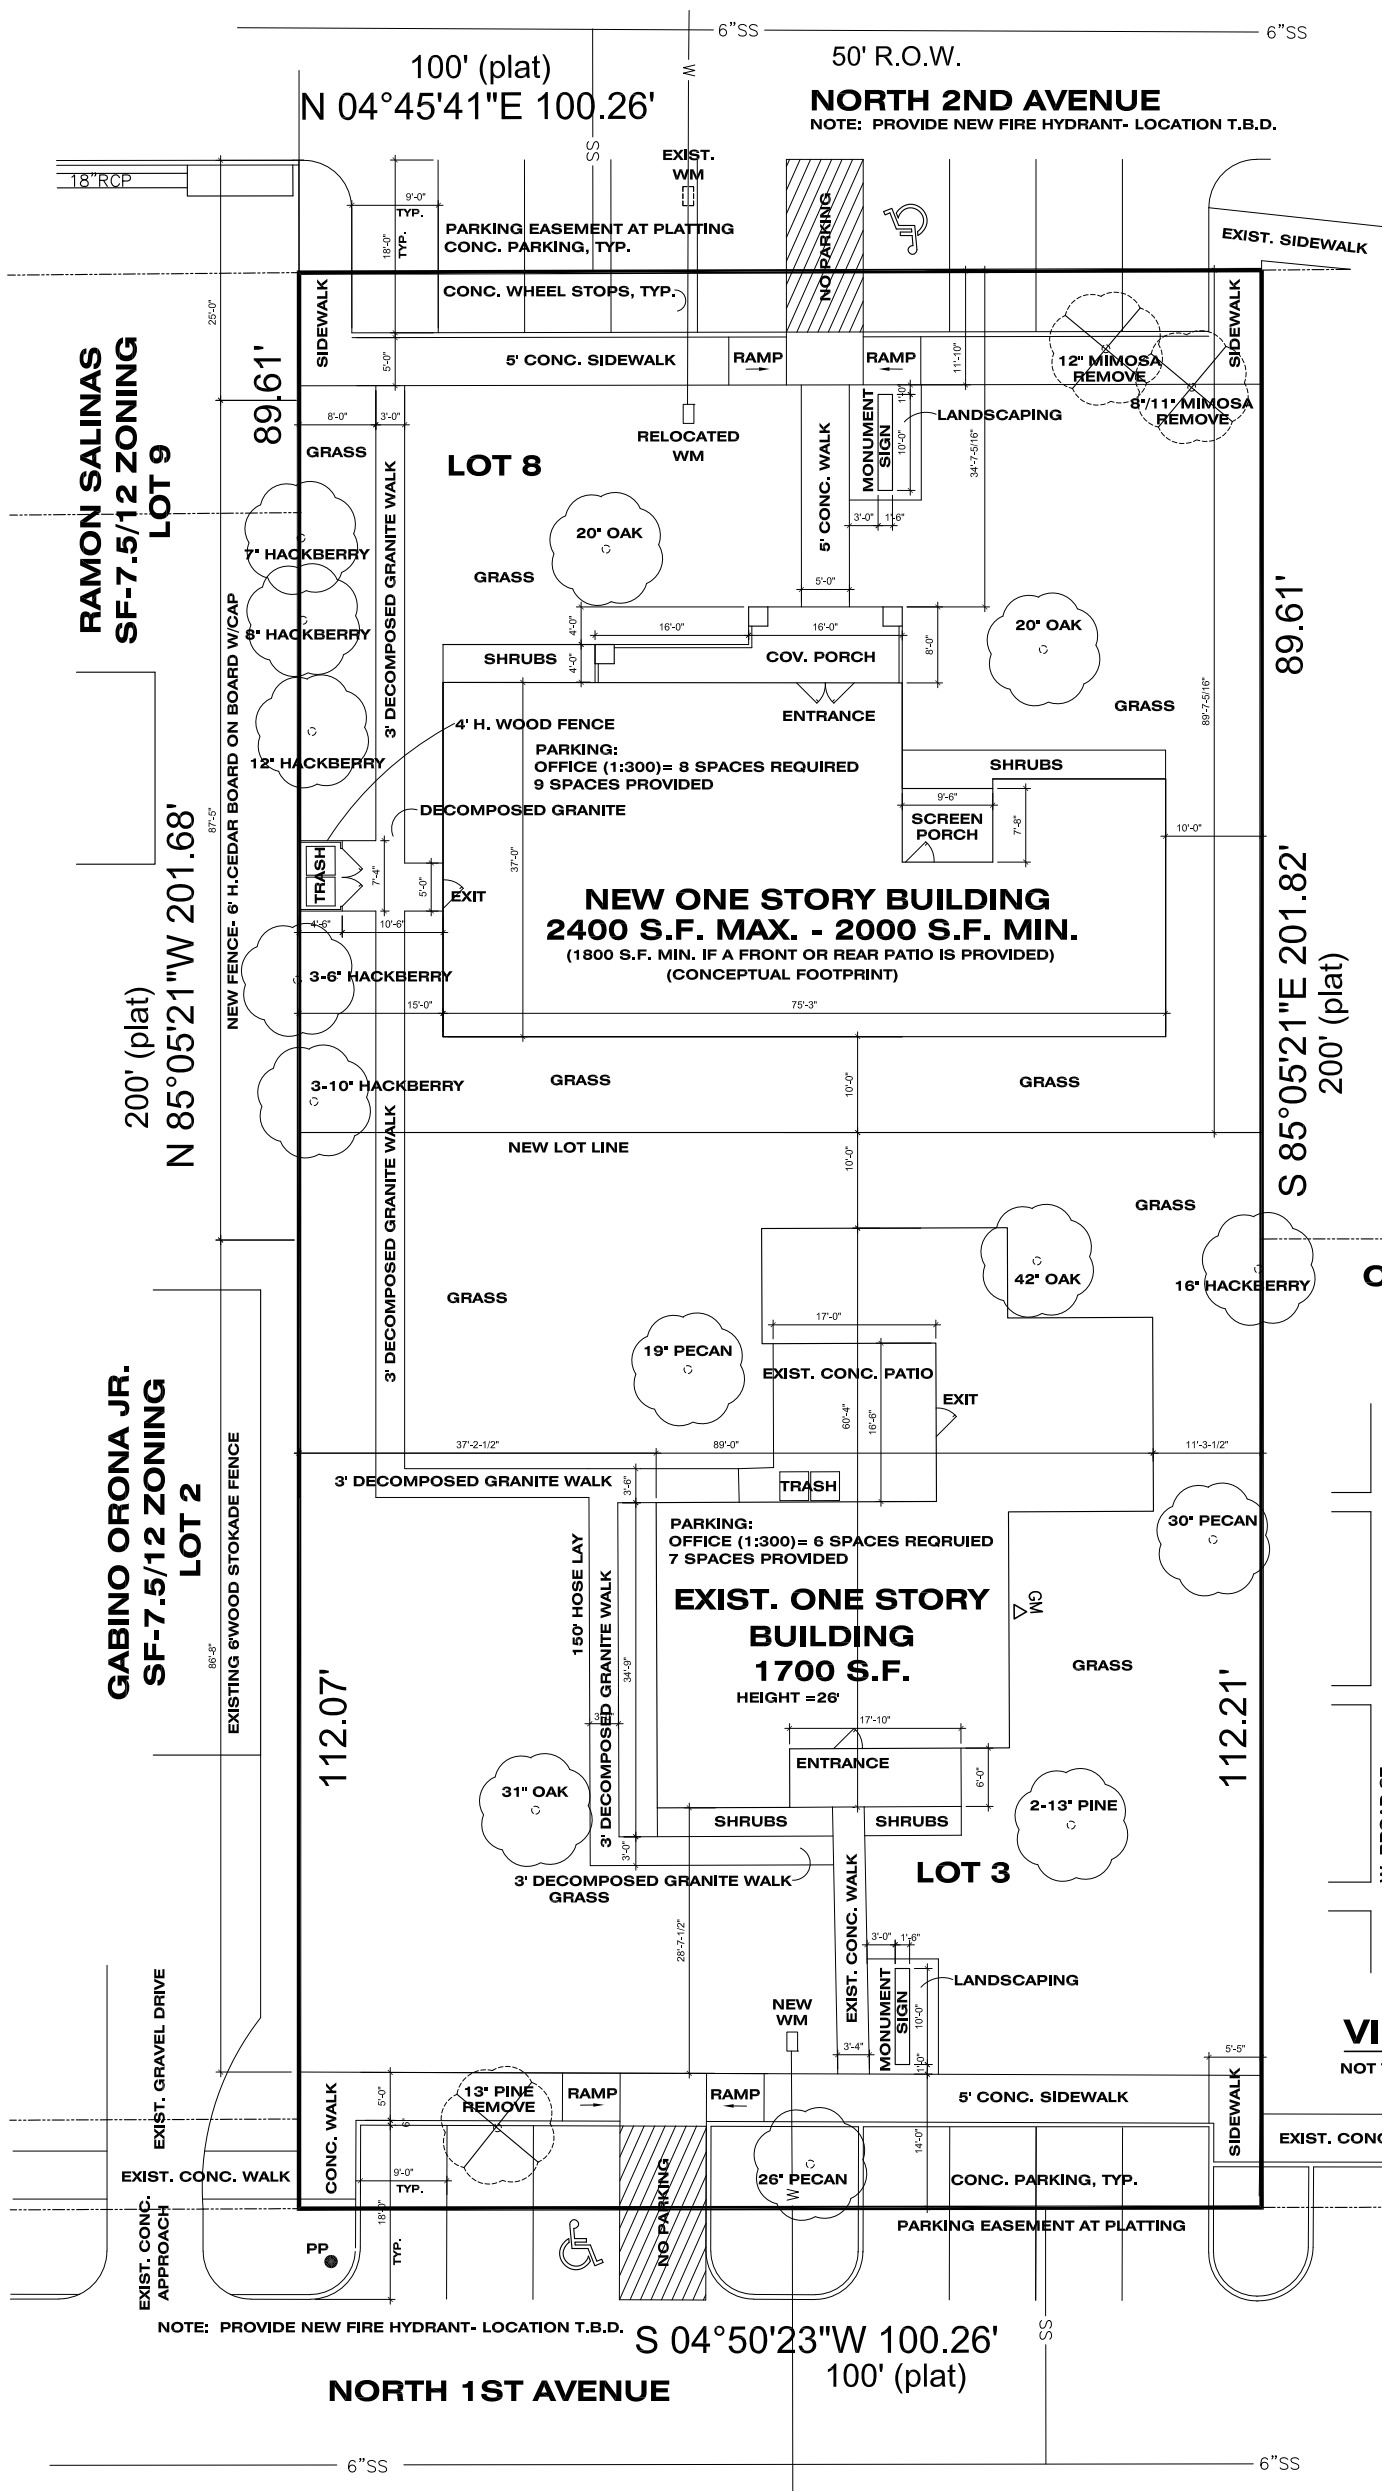 6"SS
6"SS
50' R.O.W.
100' (plat)
N 04°45'41"E 100.26'
W
NORTH 2ND AVENUE
NOTE: PROVIDE NEW FIRE HYDRANT- LOCATION T.B.D.
SS
EXIST.
WM
18"RCP
9'-0"
TYP.
18'-0"
TYP.
PARKING EASEMENT AT PLATTING
CONC. PARKING, TYP.
NO PARKING
EXIST. SIDEWALK
CONC. WHEEL STOPS, TYP.
SIDEWALK
SIDEWALK
25'-0"
5'-0"
5' CONC. SIDEWALK
RAMP
RAMP
11'-10"
12" MIMOSA
REMOVE
8"/11" MIMOSA
REMOVE
RAMON SALINAS
SF-7.5/12 ZONING
LOT 9
89.61'
8'-0"
3'-0"
GRASS
RELOCATED
WM
LOT 8
5' CONC. WALK
MONUMENT
SIGN
1'-0"
10'-0"
LANDSCAPING
34'-7-5/16"
3'-0"
1'-6"
3' DECOMPOSED GRANITE WALK
20" OAK
7" HACKBERRY
GRASS
5'-0"
8" HACKBERRY
4'-0"
16'-0"
16'-0"
20" OAK
89.61'
SHRUBS
4'-0"
COV. PORCH
8'-0"
NEW FENCE- 6' H.CEDAR BOARD ON BOARD W/CAP
89'-7-5/16"
GRASS
4' H. WOOD FENCE
ENTRANCE
12" HACKBERRY
PARKING:
OFFICE (1:300)= 8 SPACES REQUIRED
9 SPACES PROVIDED
SHRUBS
9'-6"
7'-8"
SCREEN
PORCH
10'-0"
DECOMPOSED GRANITE
87'-5"
TRASH
7'-4"
5'-0"
EXIT
37'-0"
NEW ONE STORY BUILDING
2400 S.F. MAX. - 2000 S.F. MIN.
(1800 S.F. MIN. IF A FRONT OR REAR PATIO IS PROVIDED)
(CONCEPTUAL FOOTPRINT)
4'-6"
10'-6"
3-6" HACKBERRY
200' (plat)
N 85°05'21"W 201.68'
S 85°05'21"E 201.82'
200' (plat)
15'-0"
75'-3"
3-10" HACKBERRY
GRASS
10'-0"
GRASS
NEW LOT LINE
10'-0"
3' DECOMPOSED GRANITE WALK
GRASS
42" OAK
16" HACKBERRY
GRASS
17'-0"
19" PECAN
EXIST. CONC. PATIO
EXIT
60'-4"
16'-6"
37'-2-1/2"
89'-0"
11'-3-1/2"
GABINO ORONA JR.
SF-7.5/12 ZONING
LOT 2
EXISTING 6'WOOD STOKADE FENCE
86'-8"
3' DECOMPOSED GRANITE WALK
3'-6"
TRASH
30" PECAN
PARKING:
OFFICE (1:300)= 6 SPACES REQRUIED
7 SPACES PROVIDED
150' HOSE LAY
3' DECOMPOSED GRANITE WALK
34'-9"
EXIST. ONE STORY
BUILDING
1700 S.F.
HEIGHT =26'
GM
GRASS
112.07'
112.21'
17'-10"
ENTRANCE
6'-0"
31" OAK
2-13" PINE
SHRUBS
SHRUBS
3'-0"
3' DECOMPOSED GRANITE WALK
GRASS
LOT 3
28'-7-1/2"
EXIST. CONC. WALK
3'-0"
1'-6"
MONUMENT
SIGN
10'-0"
1'-0"
LANDSCAPING
NEW
WM
3'-4"
VI
NOT
5'-5"
EXIST. GRAVEL DRIVE
CONC. WALK
5'-0"
6"
13" PINE
REMOVE
RAMP
RAMP
5' CONC. SIDEWALK
SIDEWALK
14'-0"
EXIST. CONC
EXIST. CONC. WALK
9'-0"
TYP.
NO PARKING
26" PECAN
W
CONC. PARKING, TYP.
18'-0"
TYP.
PARKING EASEMENT AT PLATTING
EXIST. CONC.
APPROACH
PP
NOTE: PROVIDE NEW FIRE HYDRANT- LOCATION T.B.D.
S 04°50'23"W 100.26'
100' (plat)
SS
NORTH 1ST AVENUE
6"SS
6"SS